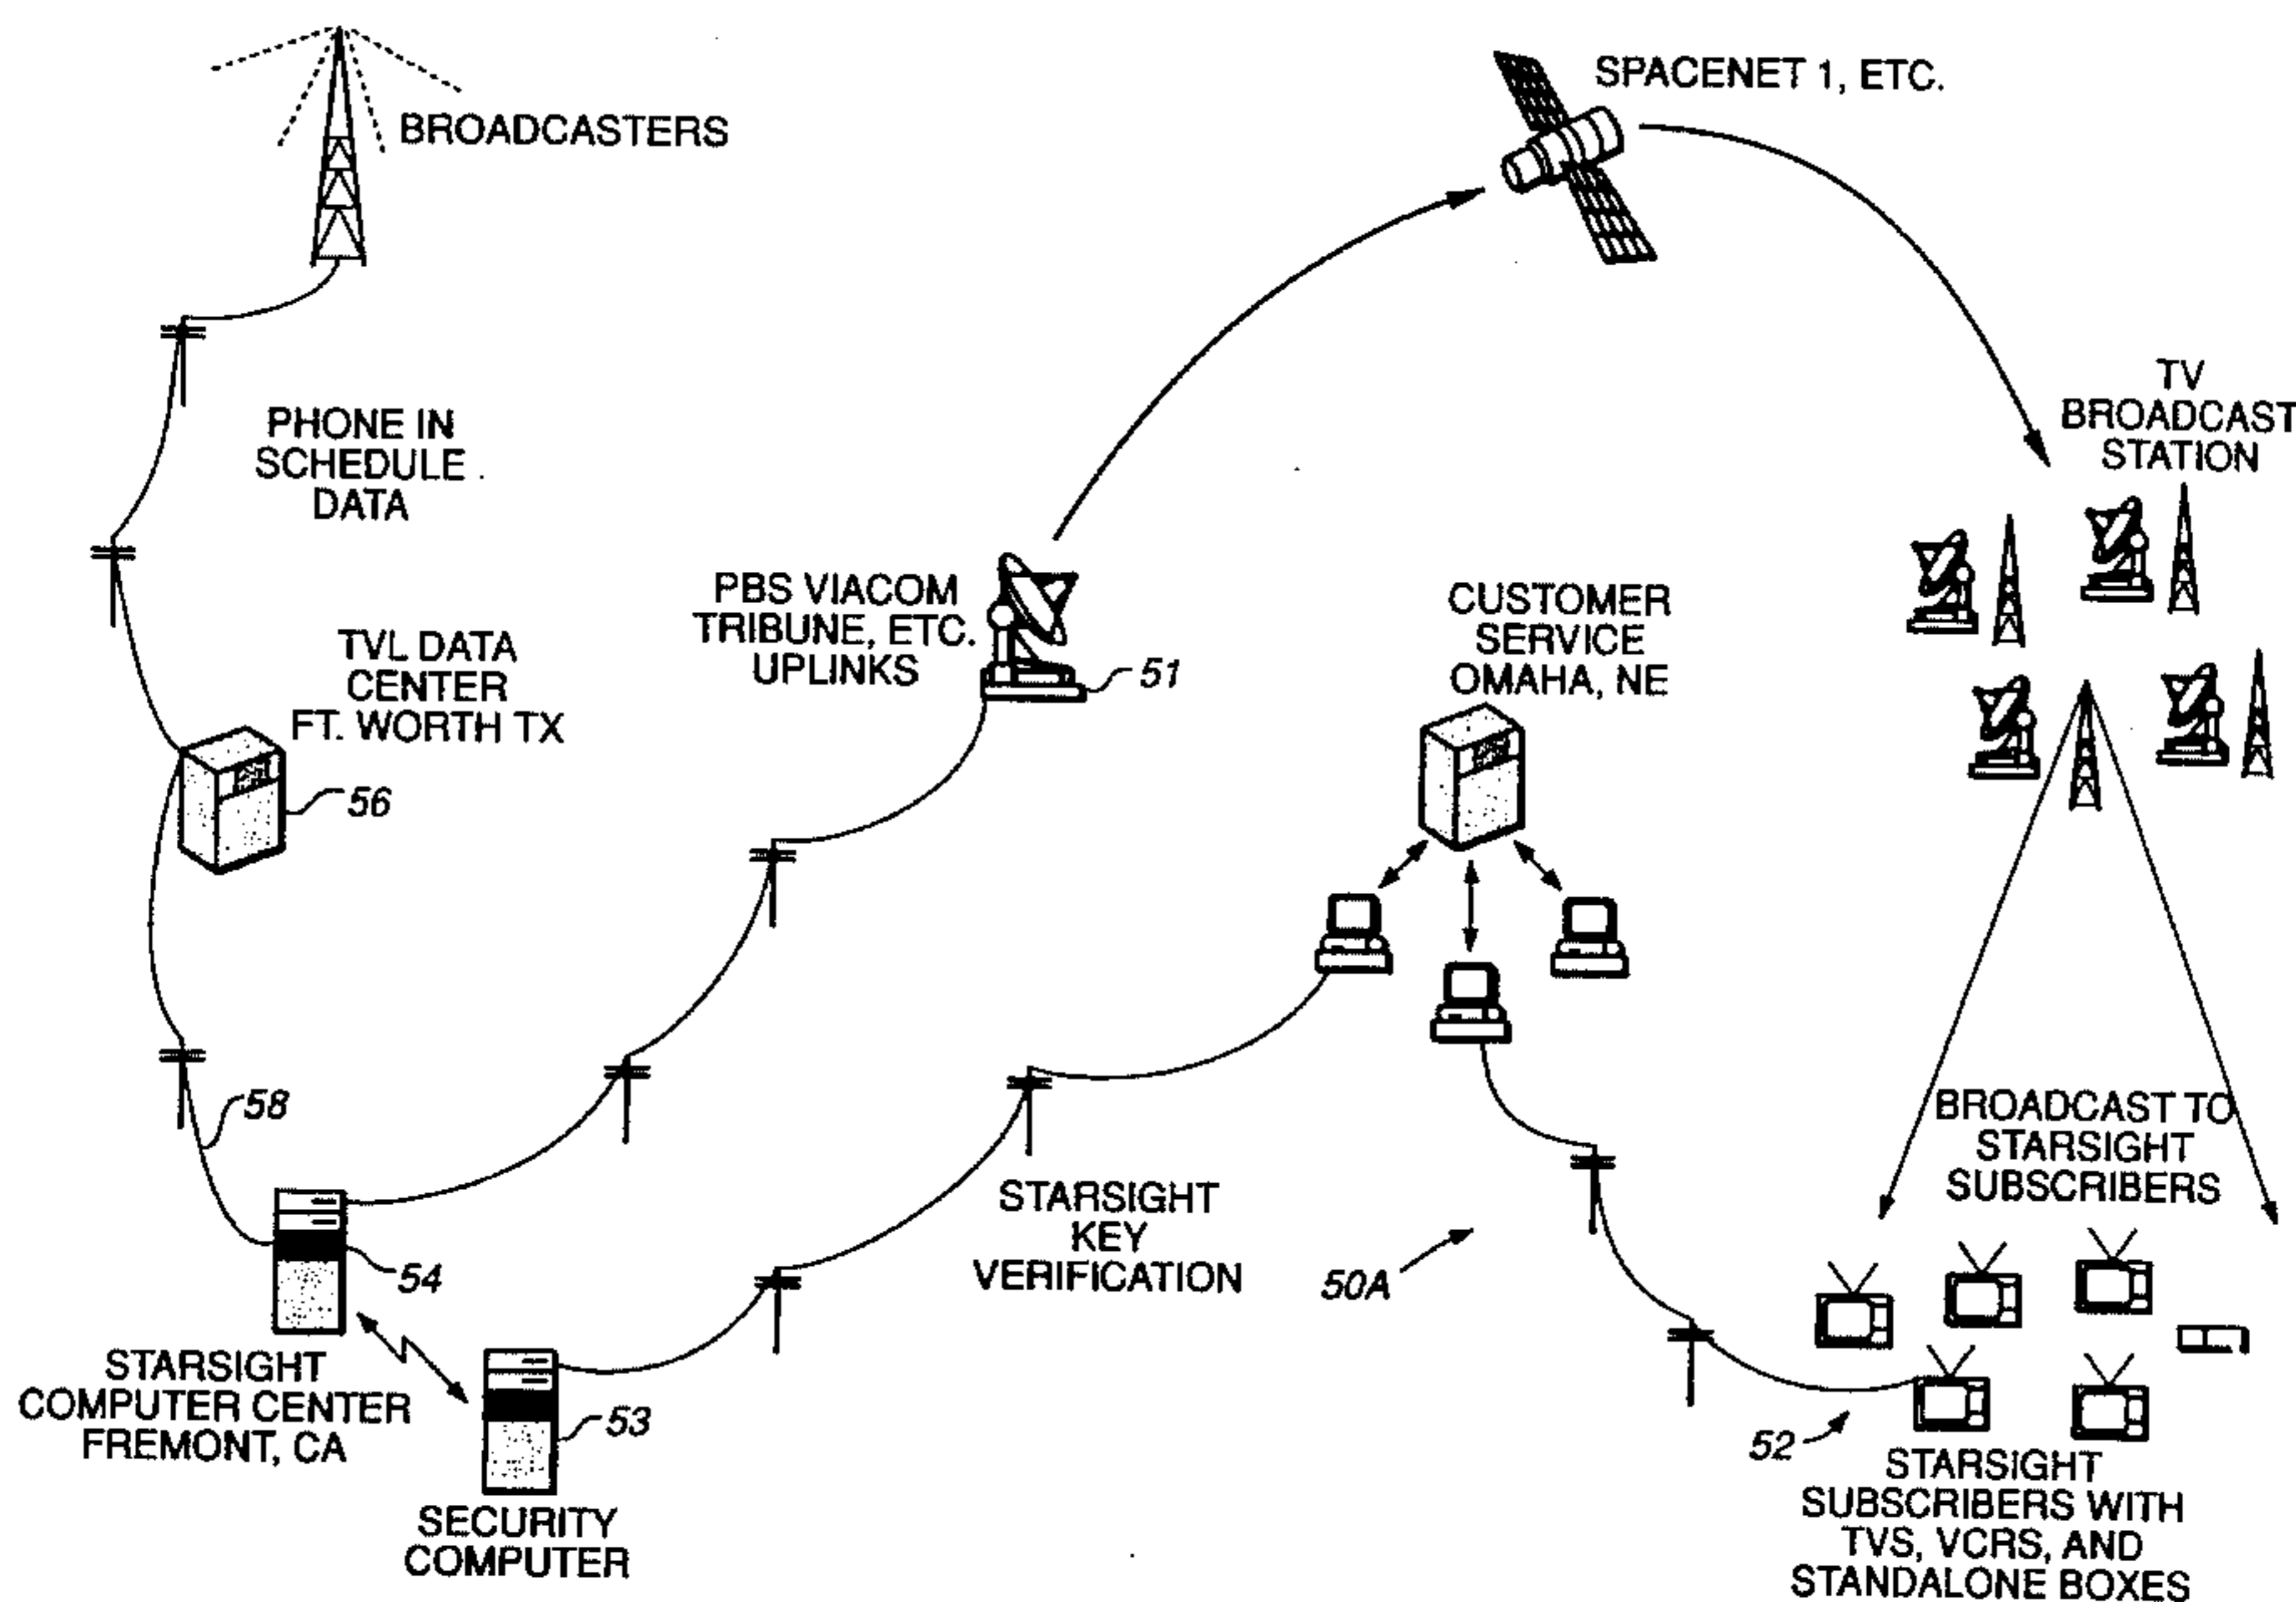 BROADCASTERS
SPACENET 1, ETC.
PHONE IN
SCHEDULE
DATA
TV
BROADCAST
STATION
PBS VIACOM
TRIBUNE, ETC.
UPLINKS
51
CUSTOMER
SERVICE
OMAHA, NE
TVL DATA
CENTER
FT. WORTH TX
56
58
BROADCAST TO
STARSIGHT
SUBSCRIBERS
STARSIGHT
KEY
VERIFICATION
50A
54
STARSIGHT
COMPUTER CENTER
FREMONT, CA
53
SECURITY
COMPUTER
52
STARSIGHT
SUBSCRIBERS WITH
TVS, VCRS, AND
STANDALONE BOXES